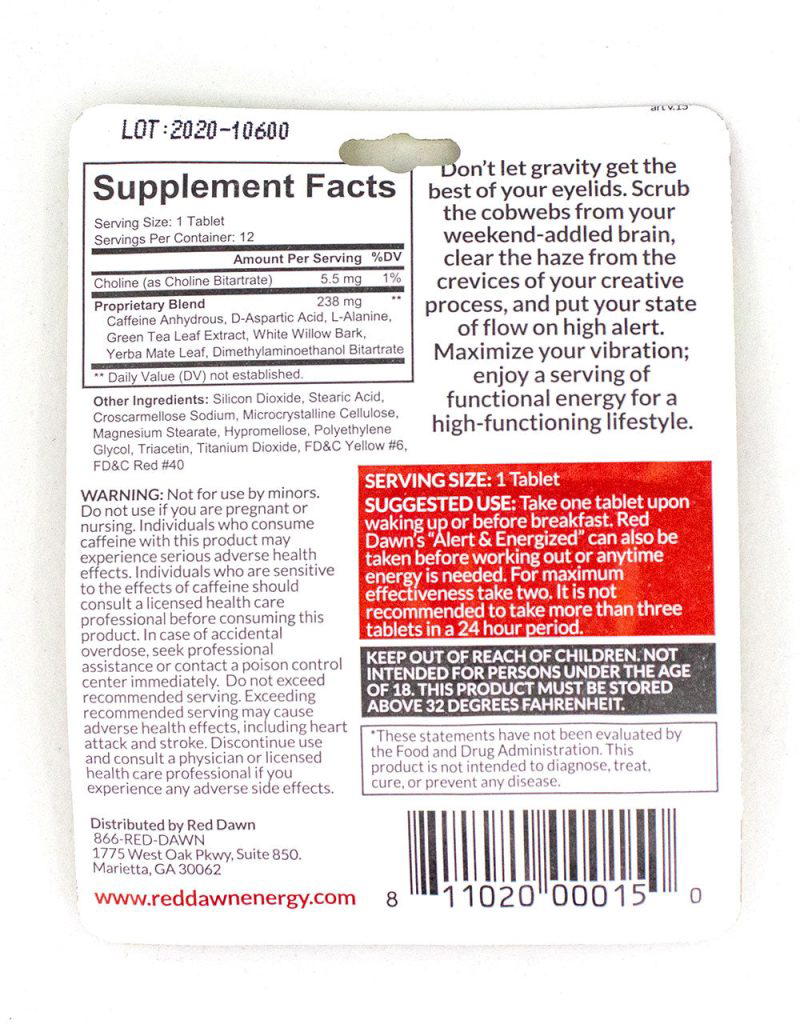 art v.15
LOT:2020-10600
Supplement Facts
Serving Size: 1 Tablet
Servings Per Container: 12
Amount Per Serving %DV
Choline (as Choline Bitartrate) 5.5 mg 1%
Proprietary Blend 238 mg **
Caffeine Anhydrous, D-Aspartic Acid, L-Alanine,
Green Tea Leaf Extract, White Willow Bark,
Yerba Mate Leaf, Dimethylaminoethanol Bitartrate
** Daily Value (DV) not established.
Other Ingredients: Silicon Dioxide, Stearic Acid,
Croscarmellose Sodium, Microcrystalline Cellulose,
Magnesium Stearate, Hypromellose, Polyethylene
Glycol, Triacetin, Titanium Dioxide, FD&C Yellow #6,
FD&C Red #40
WARNING: Not for use by minors.
Do not use if you are pregnant or
nursing. Individuals who consume
caffeine with this product may
experience serious adverse health
effects. Individuals who are sensitive
to the effects of caffeine should
consult a licensed health care
professional before consuming this
product. In case of accidental
overdose, seek professional
assistance or contact a poison control
center immediately. Do not exceed
recommended serving. Exceeding
recommended serving may cause
adverse health effects, including heart
attack and stroke. Discontinue use
and consult a physician or licensed
health care professional if you
experience any adverse side effects.
Distributed by Red Dawn
866-RED-DAWN
1775 West Oak Pkwy, Suite 850.
Marietta, GA 30062
www.reddawnenergy.com
Don't let gravity get the
best of your eyelids. Scrub
the cobwebs from your
weekend-addled brain,
clear the haze from the
crevices of your creative
process, and put your state
of flow on high alert.
Maximize your vibration;
enjoy a serving of
functional energy for a
high-functioning lifestyle.
SERVING SIZE: 1 Tablet
SUGGESTED USE: Take one tablet upon
waking up or before breakfast. Red
Dawn's "Alert & Energized" can also be
taken before working out or anytime
energy is needed. For maximum
effectiveness take two. It is not
recommended to take more than three
tablets in a 24 hour period.
KEEP OUT OF REACH OF CHILDREN. NOT
INTENDED FOR PERSONS UNDER THE AGE
OF 18. THIS PRODUCT MUST BE STORED
ABOVE 32 DEGREES FAHRENHEIT.
*These statements have not been evaluated by
the Food and Drug Administration. This
product is not intended to diagnose, treat,
cure, or prevent any disease.
8 11020 00015 0